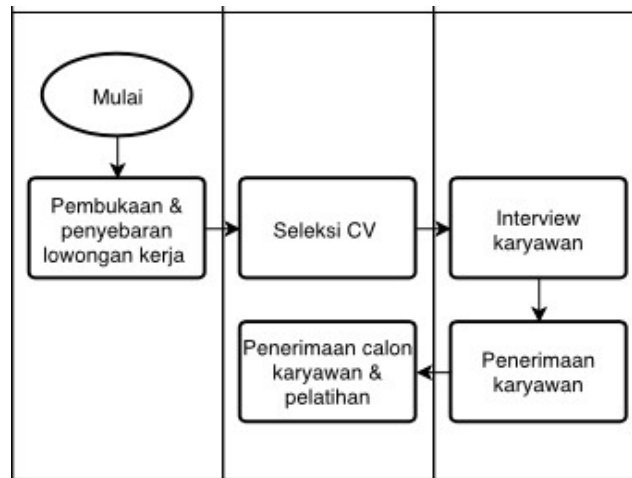 Mulai
Pembukaan &
penyebaran
lowongan kerja
Seleksi CV
Interview
karyawan
Penerimaan calon
karyawan &
pelatihan
Penerimaan
karyawan